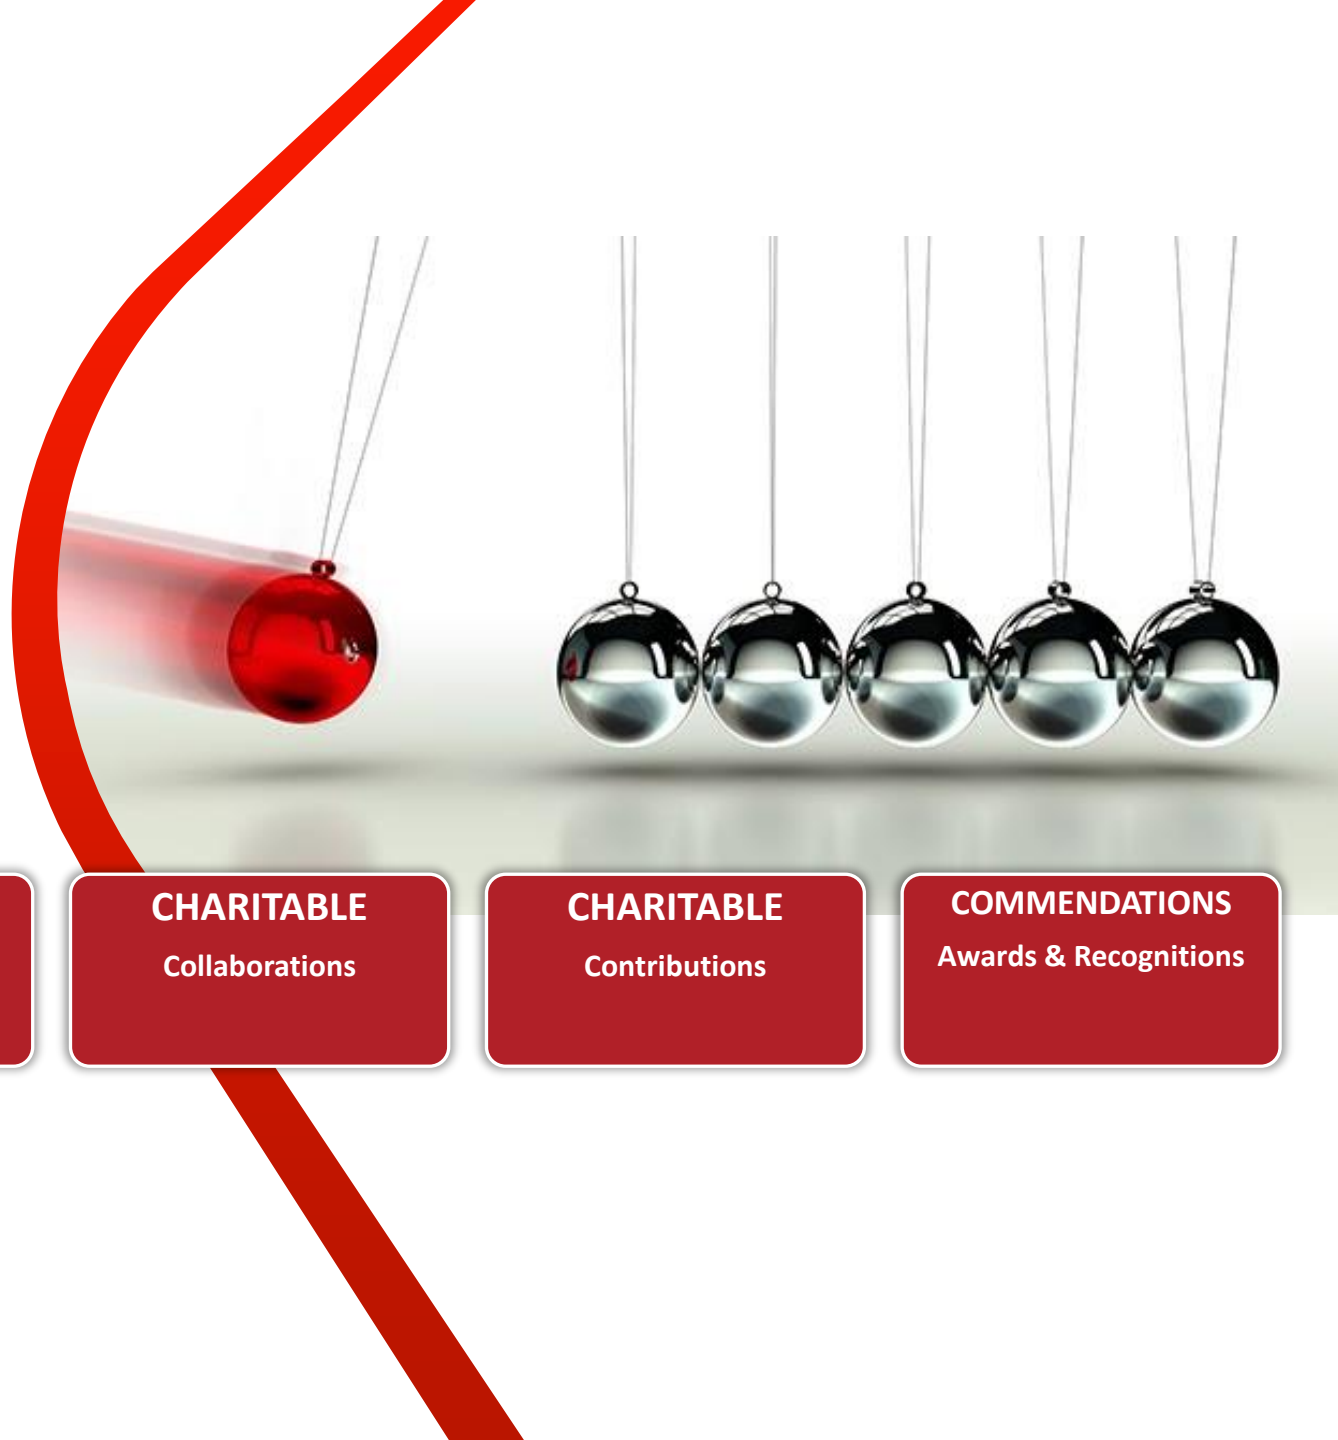 CHARITABLE
Collaborations
CHARITABLE
Contributions
COMMENDATIONS
Awards & Recognitions